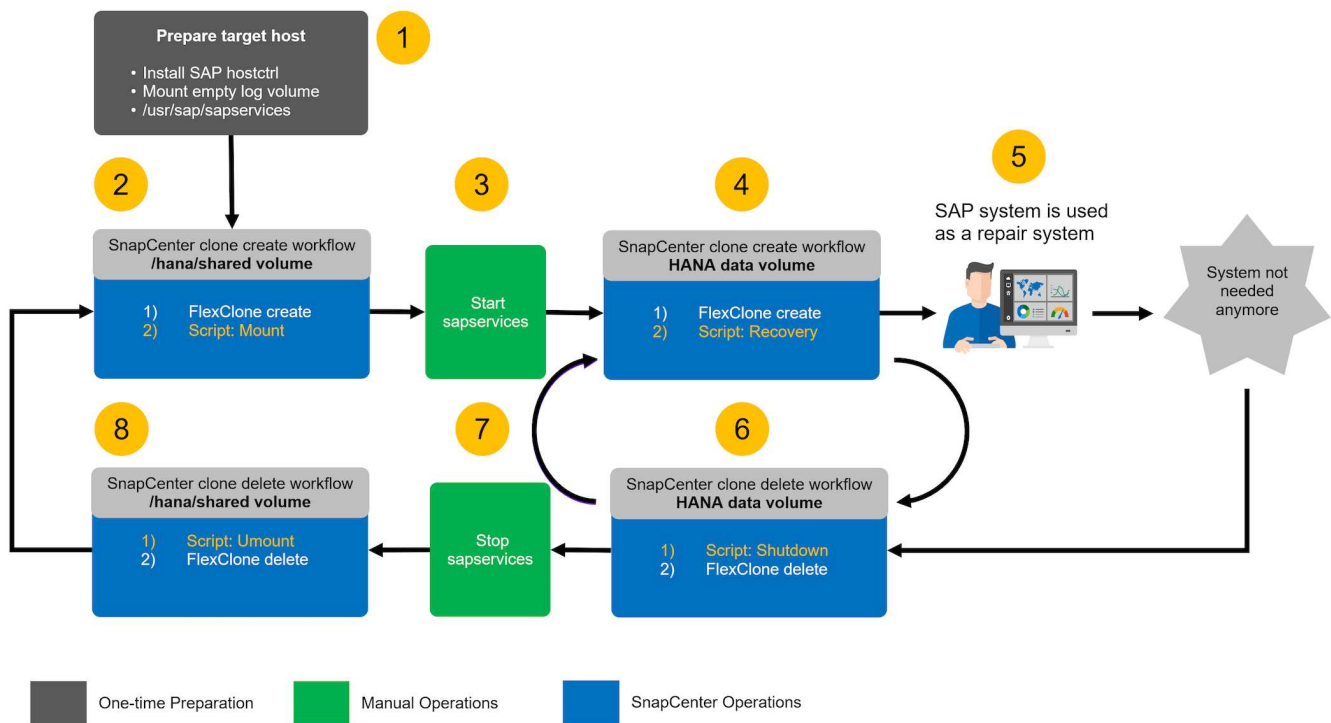 Prepare target host
• Install SAP hostctrl
• Mount empty log volume
• /usr/sap/sapservices
1
2
SnapCenter clone create workflow
/hana/shared volume
1) FlexClone create
2) Script: Mount
3
Start
sapservices
4
SnapCenter clone create workflow
HANA data volume
1) FlexClone create
2) Script: Recovery
5
SAP system is used
as a repair system
System not
needed
anymore
8
SnapCenter clone delete workflow
/hana/shared volume
1) Script: Umount
2) FlexClone delete
7
Stop
sapservices
6
SnapCenter clone delete workflow
HANA data volume
1) Script: Shutdown
2) FlexClone delete
One-time Preparation
Manual Operations
SnapCenter Operations